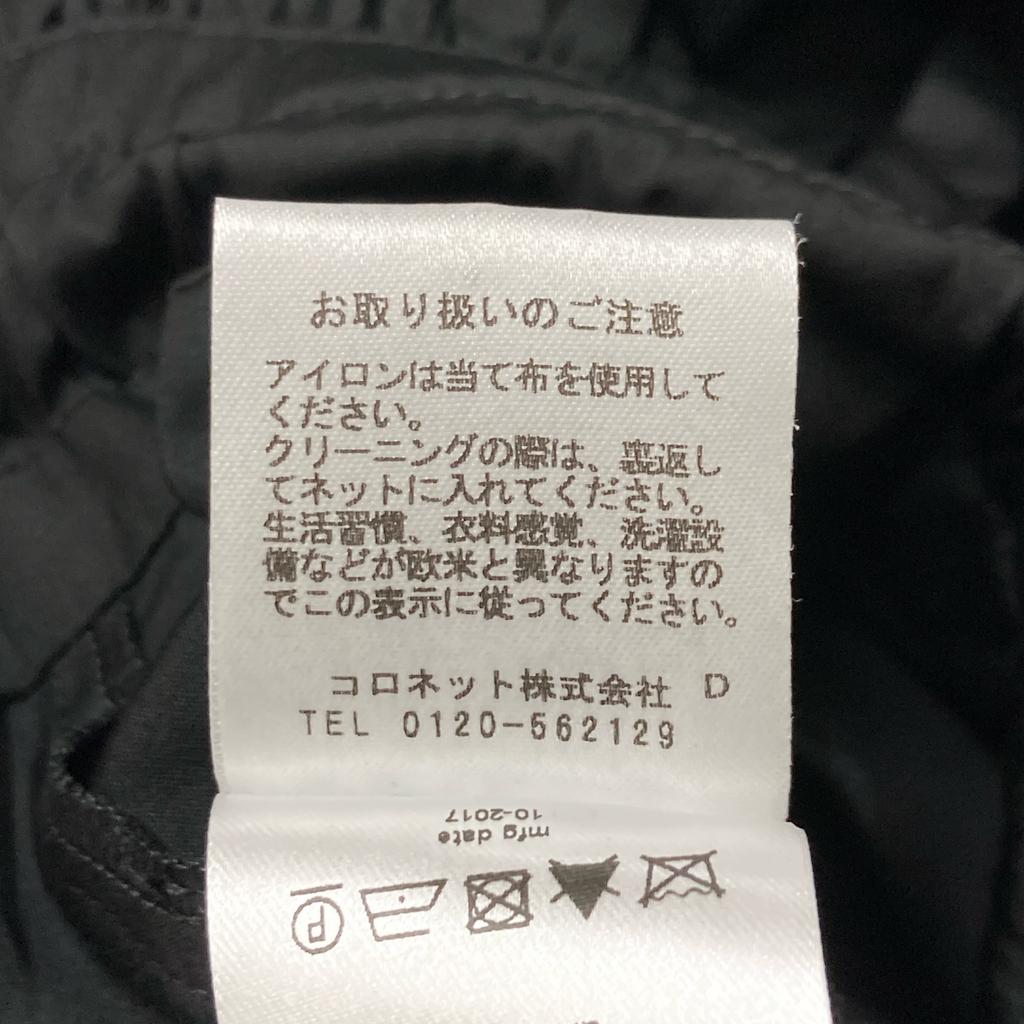 お取り扱いのご注意
アイロンは当て布を使用して
ください。
クリーニングの際は、裏返し
てネットに入れてください。
生活習慣、衣料感覚、洗濯設
備などが欧米と異なりますの
でこの表示に従ってください。
コロネット株式会社 D
TEL 0120-562129
mfg date
10-2017
P